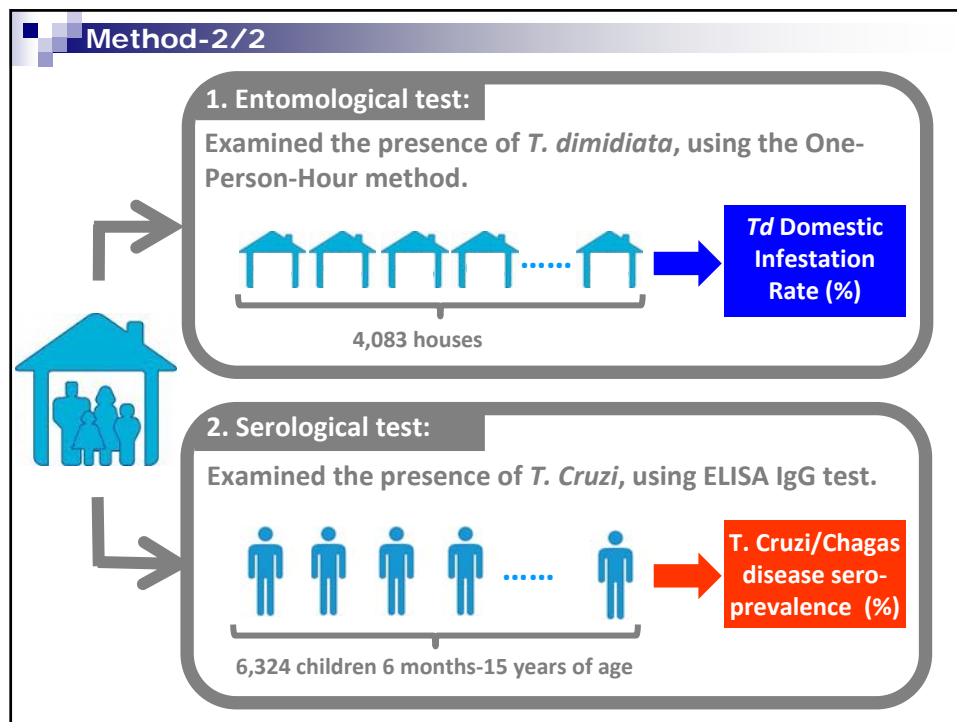 Method-2/2
1. Entomological test:
Examined the presence of T. dimidiata, using the One-
Person-Hour method.
......
Td Domestic
Infestation
Rate (%)
4,083 houses
2. Serological test:
Examined the presence of T. Cruzi, using ELISA IgG test.
......
T. Cruzi/Chagas
disease sero-
prevalence (%)
6,324 children 6 months-15 years of age